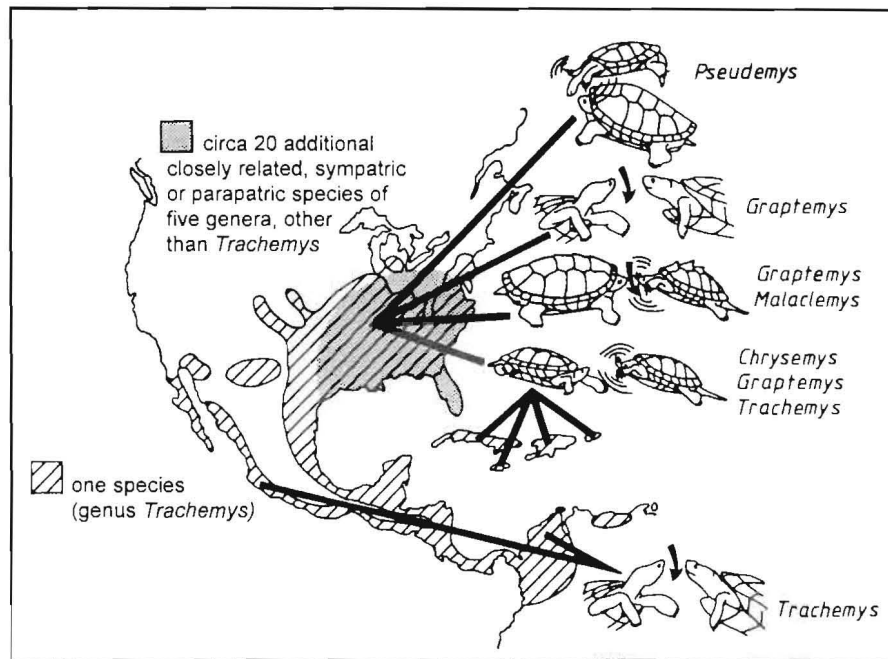 Pseudemys
circa 20 additional
closely related, sympatric
or parapatric species of
five genera, other
than Trachemys
Graptemys
Graptemys
Malaclemys
Chrysemys
Graptemys
Trachemys
one species
(genus Trachemys)
Trachemys